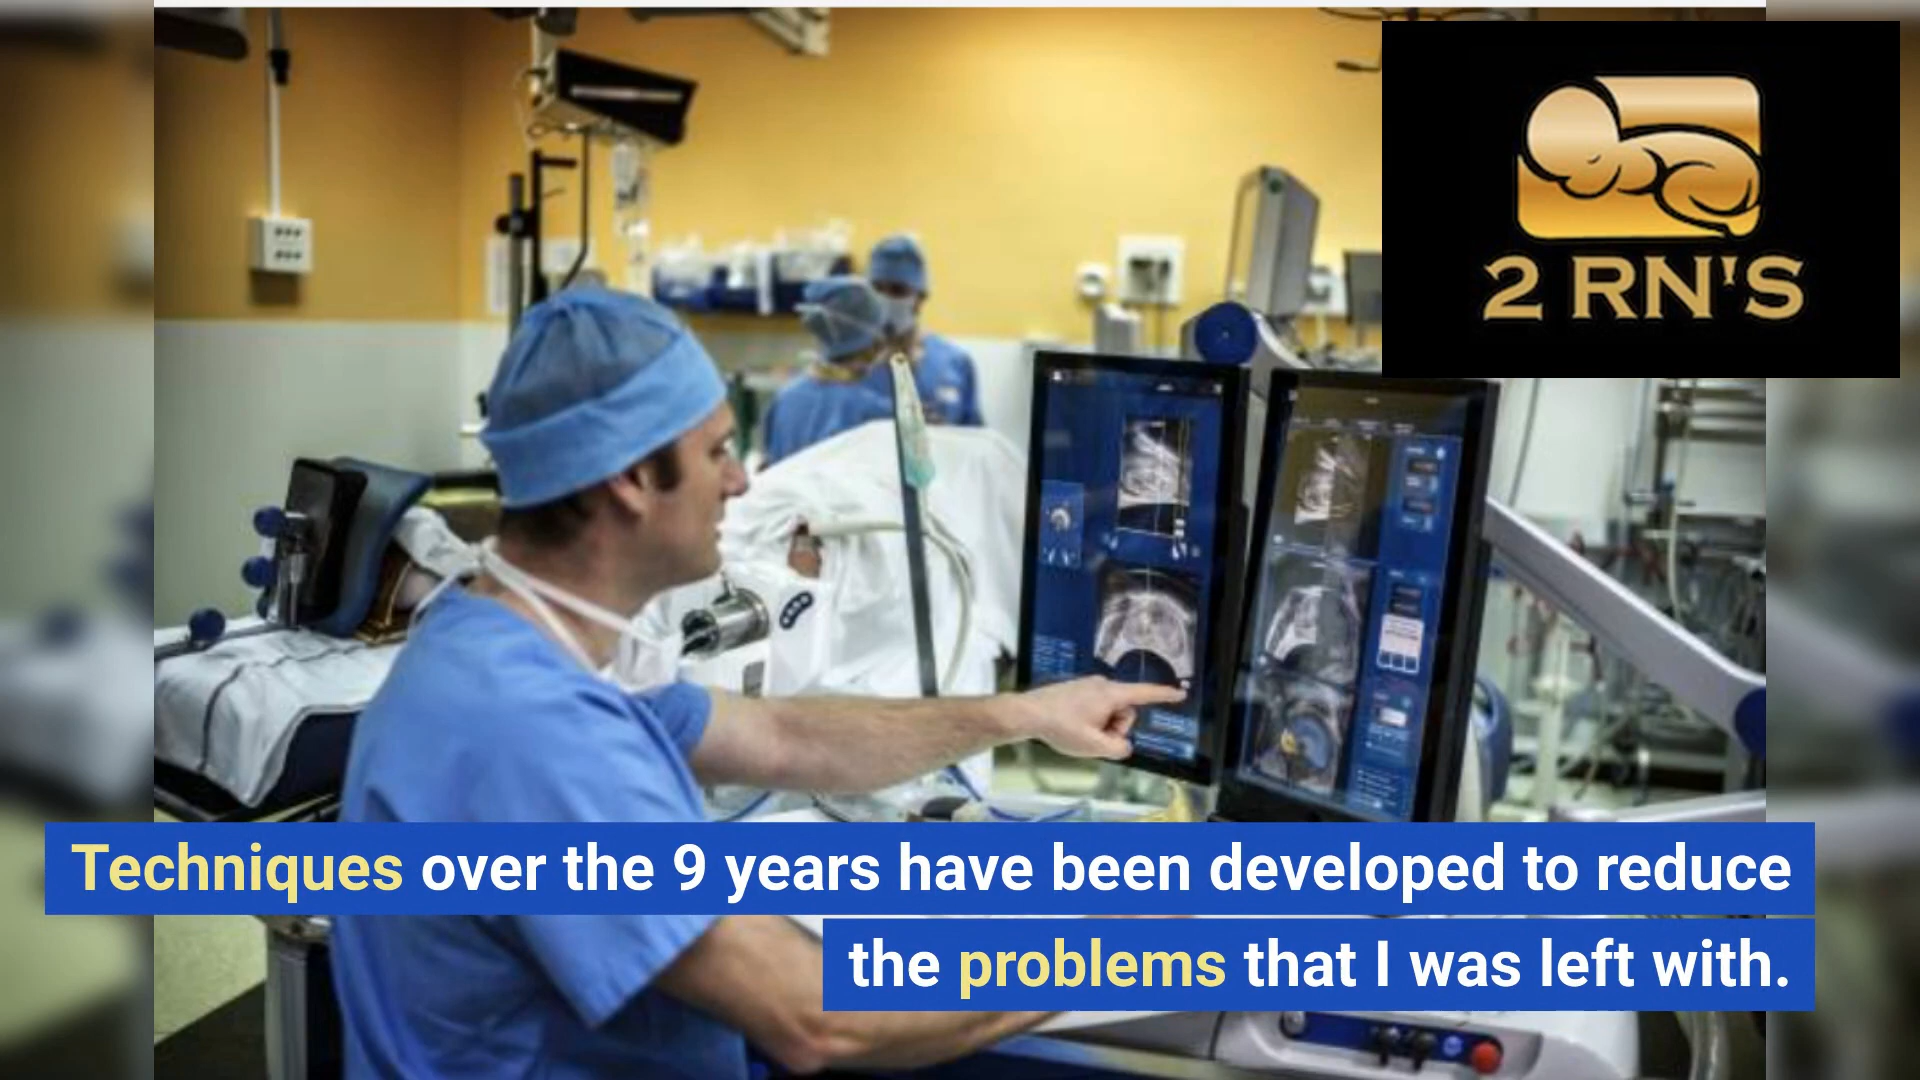 2 RN'S
Techniques over the 9 years have been developed to reduce
the problems that I was left with.